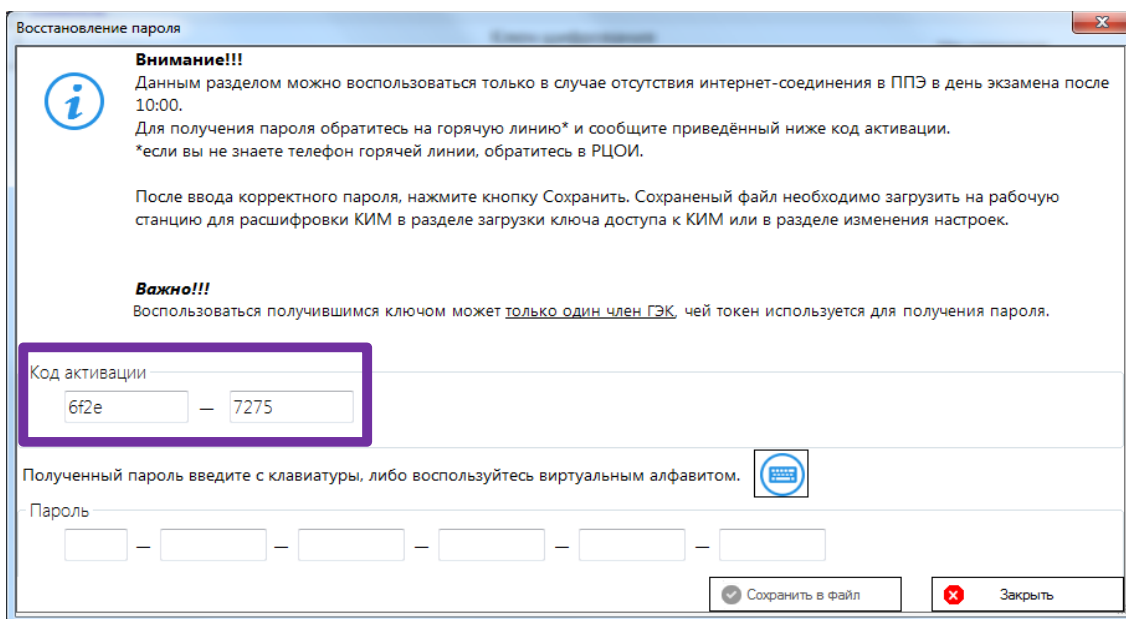 Восстановление пароля
Внимание!!!
Данным разделом можно воспользоваться только в случае отсутствия интернет-соединения в ППЭ в день экзамена после
10:00.
Для получения пароля обратитесь на горячую линию* и сообщите приведённый ниже код активации.
*если вы не знаете телефон горячей линии, обратитесь в РЦОИ.
После ввода корректного пароля, нажмите кнопку Сохранить. Сохраненый файл необходимо загрузить на рабочую
станцию для расшифровки КИМ в разделе загрузки ключа доступа к КИМ или в разделе изменения настроек.
Важно!!!
Воспользоваться получившимся ключом может только один член ГЭК, чей токен используется для получения пароля.
Код активации
6f2e — 7275
Полученный пароль введите с клавиатуры, либо воспользуйтесь виртуальным алфавитом.
Пароль
— — — — —
Сохранить в файл Закрыть